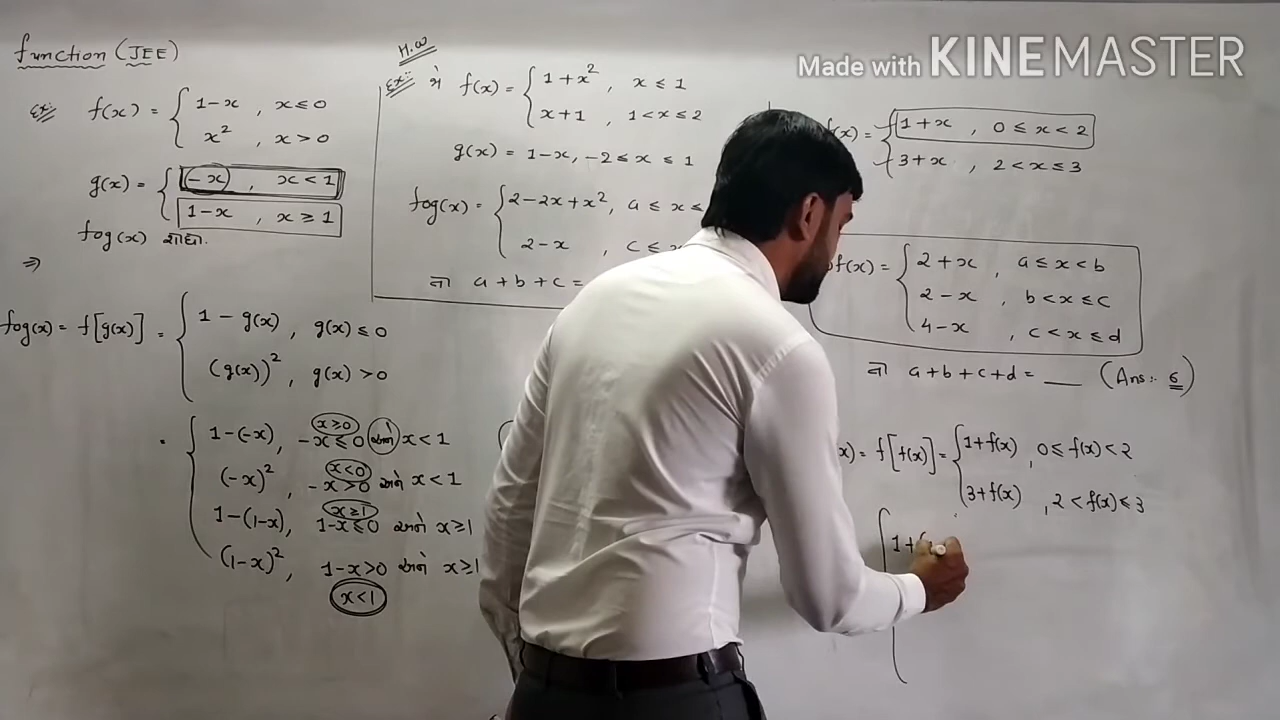 Made with KINEMASTER
function (JEE)
Ex:- f(x) = { 1-x , x ≤ 0
x² , x > 0
g(x) = { -x , x < 1
1-x , x ≥ 1
fog(x) શોધો.
⇒
fog(x) = f[g(x)] = { 1 - g(x) , g(x) ≤ 0
(g(x))² , g(x) > 0
= { 1-(-x) , -x ≤ 0 અને x < 1
x ≥ 0
(-x)² , -x > 0 અને x < 1
x < 0
1-(1-x) , 1-x ≤ 0 અને x ≥ 1
x ≥ 1
(1-x)² , 1-x > 0 અને x ≥ 1
x < 1
H.W
Ex:- જો f(x) = { 1+x² , x ≤ 1
x+1 , 1 < x ≤ 2
g(x) = 1-x , -2 ≤ x ≤ 1
fog(x) = { 2-2x+x² , a ≤ x ≤
2-x , c ≤
તો a+b+c =
f(x) = { 1+x , 0 ≤ x < 2
3+x , 2 < x ≤ 3
f(x) = { 2+x , a ≤ x < b
2-x , b < x ≤ c
4-x , c < x ≤ d
તો a+b+c+d = ___ (Ans:- 6)
x) = f[f(x)] = { 1+f(x) , 0 ≤ f(x) < 2
3+f(x) , 2 < f(x) ≤ 3
{ 1+(